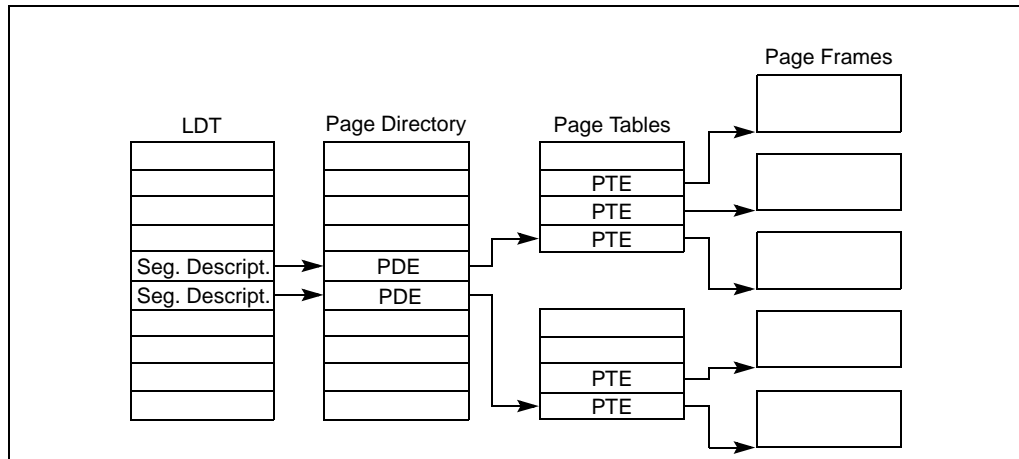 Page Frames
LDT
Page Directory
Page Tables
PTE
PTE
PTE
Seg. Descript.
PDE
Seg. Descript.
PDE
PTE
PTE